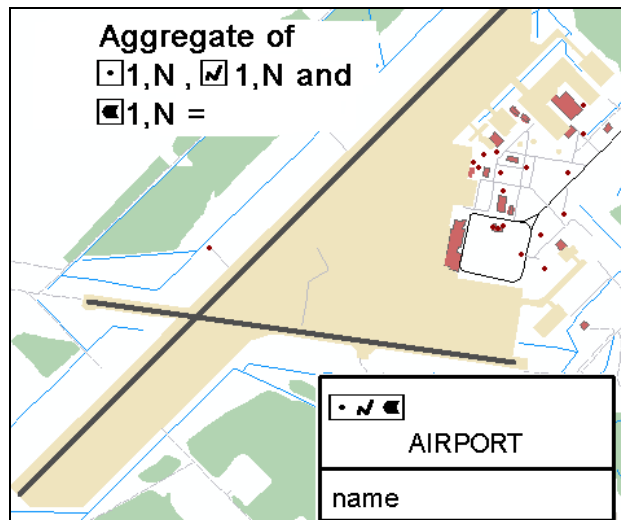 Aggregate of
1,N , 1,N and
1,N =
AIRPORT
name